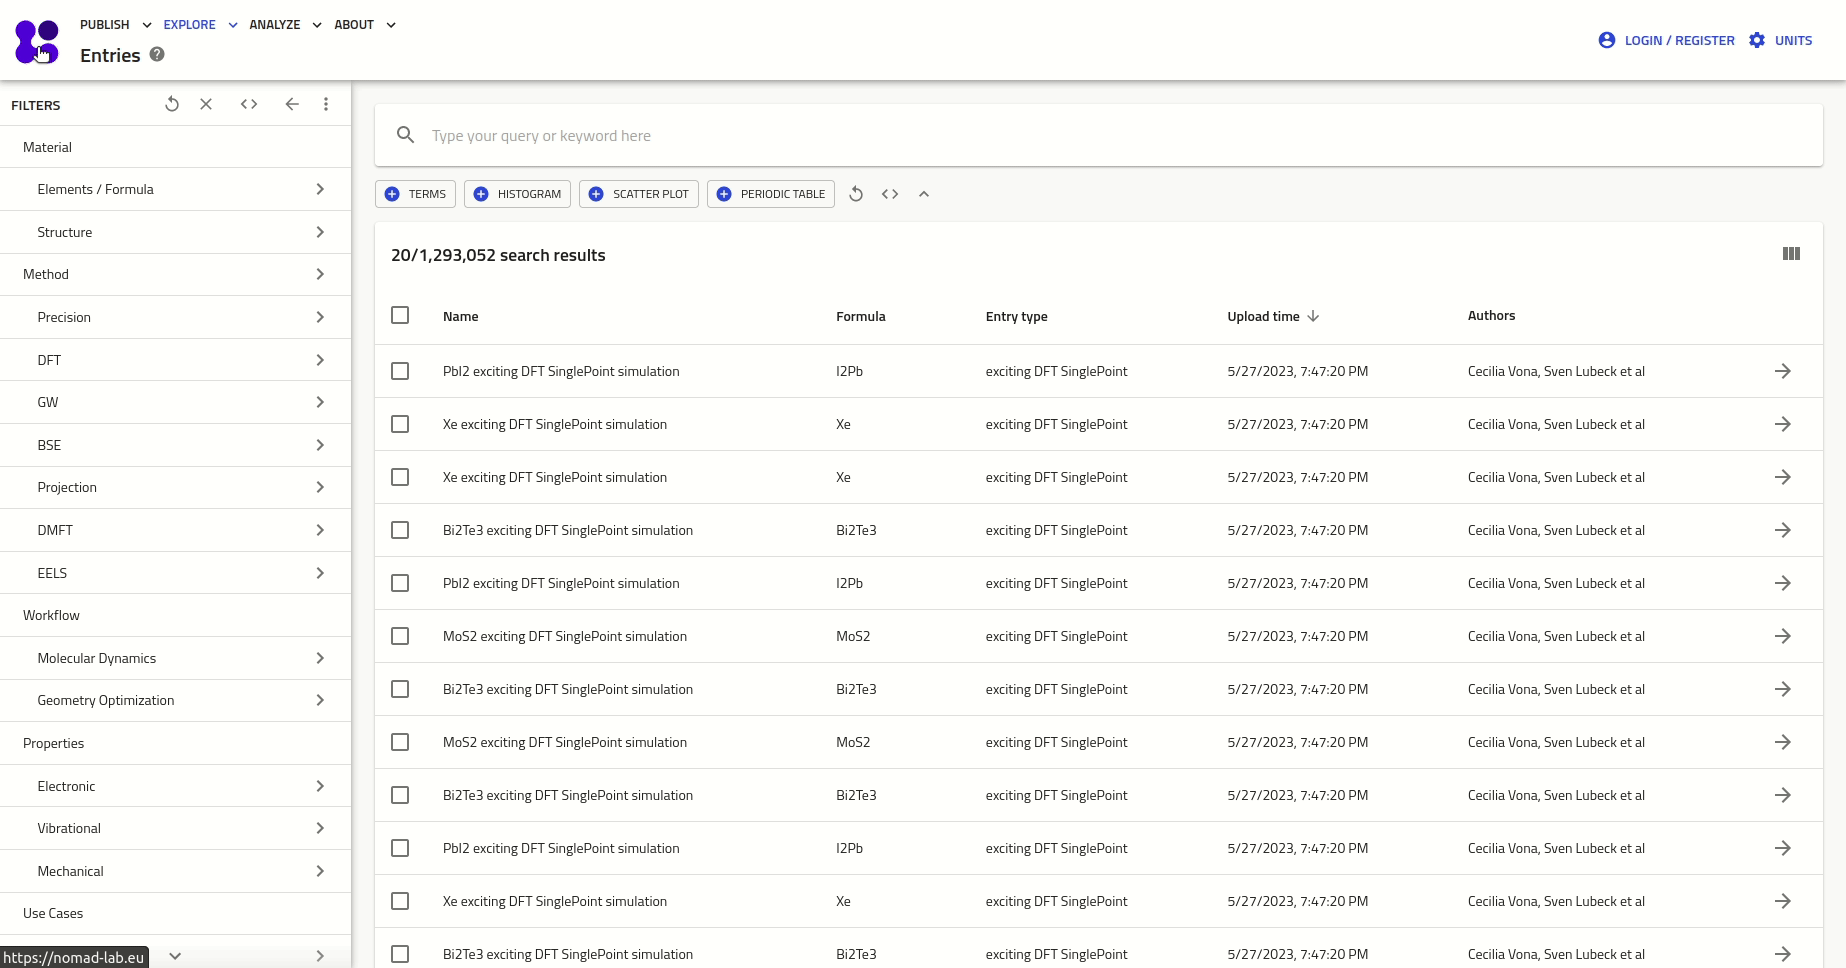 PUBLISH EXPLORE ANALYZE ABOUT
Entries
LOGIN / REGISTER UNITS
FILTERS
Material
Elements / Formula
Structure
Method
Precision
DFT
GW
BSE
Projection
DMFT
EELS
Workflow
Molecular Dynamics
Geometry Optimization
Properties
Electronic
Vibrational
Mechanical
Use Cases
https://nomad-lab.eu
Type your query or keyword here
TERMS HISTOGRAM SCATTER PLOT PERIODIC TABLE
20/1,293,052 search results
Name Formula Entry type Upload time Authors
PbI2 exciting DFT SinglePoint simulation I2Pb exciting DFT SinglePoint 5/27/2023, 7:47:20 PM Cecilia Vona, Sven Lubeck et al
Xe exciting DFT SinglePoint simulation Xe exciting DFT SinglePoint 5/27/2023, 7:47:20 PM Cecilia Vona, Sven Lubeck et al
Xe exciting DFT SinglePoint simulation Xe exciting DFT SinglePoint 5/27/2023, 7:47:20 PM Cecilia Vona, Sven Lubeck et al
Bi2Te3 exciting DFT SinglePoint simulation Bi2Te3 exciting DFT SinglePoint 5/27/2023, 7:47:20 PM Cecilia Vona, Sven Lubeck et al
PbI2 exciting DFT SinglePoint simulation I2Pb exciting DFT SinglePoint 5/27/2023, 7:47:20 PM Cecilia Vona, Sven Lubeck et al
MoS2 exciting DFT SinglePoint simulation MoS2 exciting DFT SinglePoint 5/27/2023, 7:47:20 PM Cecilia Vona, Sven Lubeck et al
Bi2Te3 exciting DFT SinglePoint simulation Bi2Te3 exciting DFT SinglePoint 5/27/2023, 7:47:20 PM Cecilia Vona, Sven Lubeck et al
MoS2 exciting DFT SinglePoint simulation MoS2 exciting DFT SinglePoint 5/27/2023, 7:47:20 PM Cecilia Vona, Sven Lubeck et al
Bi2Te3 exciting DFT SinglePoint simulation Bi2Te3 exciting DFT SinglePoint 5/27/2023, 7:47:20 PM Cecilia Vona, Sven Lubeck et al
PbI2 exciting DFT SinglePoint simulation I2Pb exciting DFT SinglePoint 5/27/2023, 7:47:20 PM Cecilia Vona, Sven Lubeck et al
Xe exciting DFT SinglePoint simulation Xe exciting DFT SinglePoint 5/27/2023, 7:47:20 PM Cecilia Vona, Sven Lubeck et al
Bi2Te3 exciting DFT SinglePoint simulation Bi2Te3 exciting DFT SinglePoint 5/27/2023, 7:47:20 PM Cecilia Vona, Sven Lubeck et al